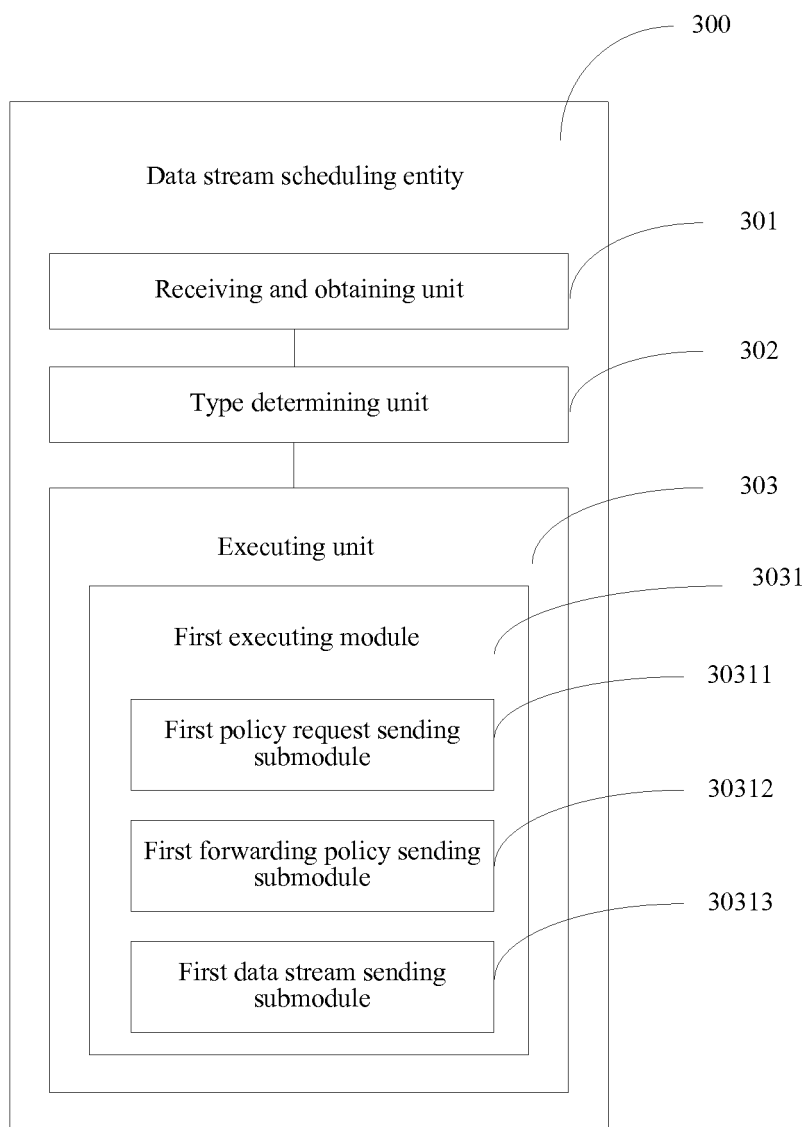 300
Data stream scheduling entity
301
Receiving and obtaining unit
302
Type determining unit
303
Executing unit
3031
First executing module
30311
First policy request sending
submodule
30312
First forwarding policy sending
submodule
30313
First data stream sending
submodule